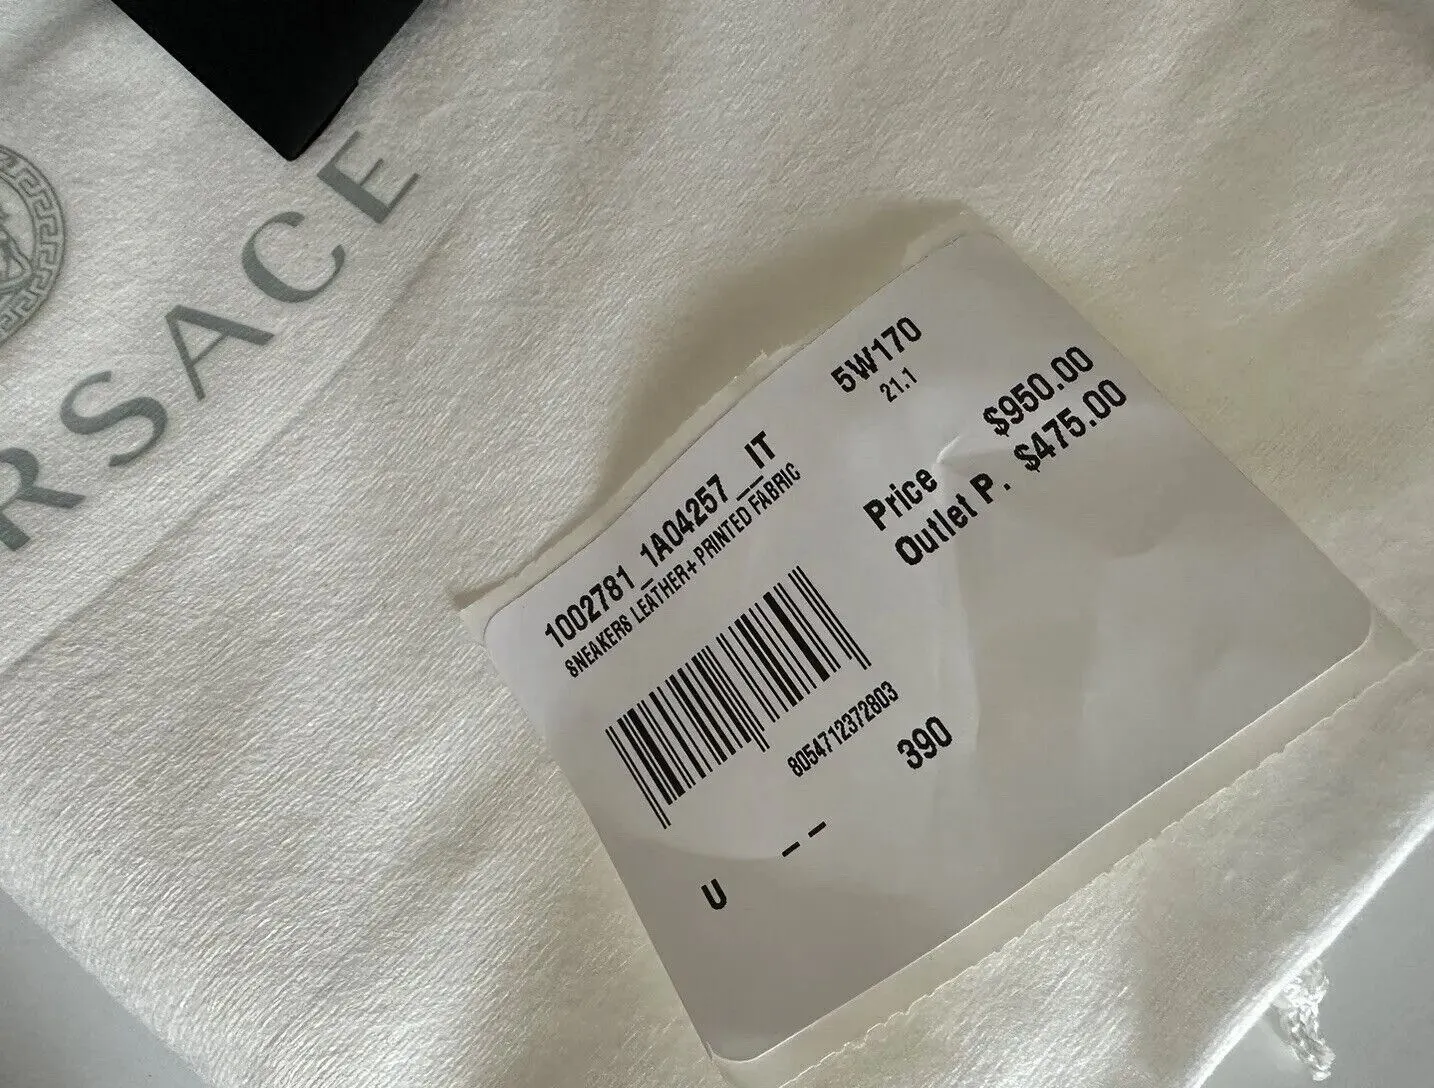 RSACE
5W170
21.1
1002781_1A04257__IT
SNEAKERS LEATHER+PRINTED FABRIC
Price $950.00
Outlet P. $475.00
8054712372803
390
U
_ _